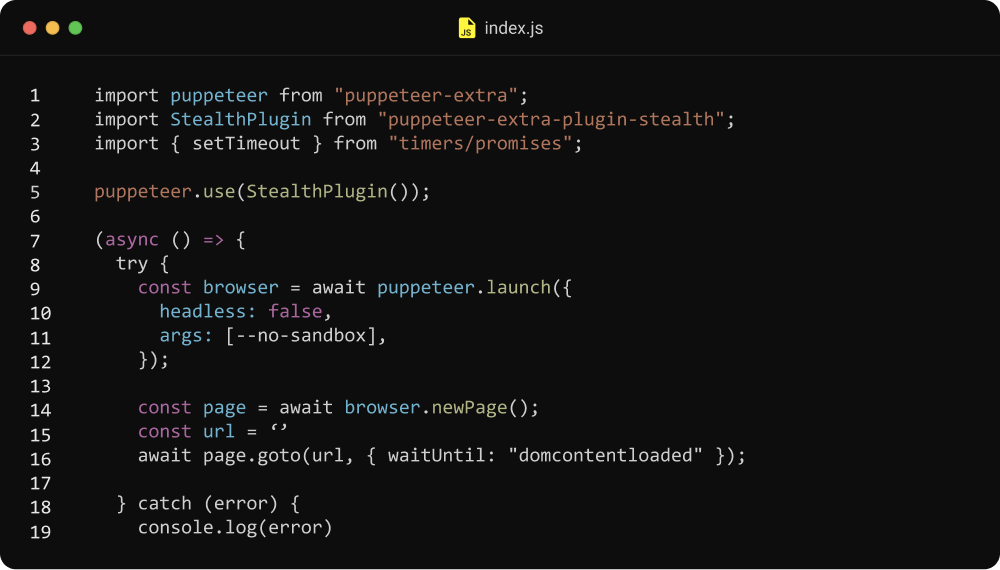 JS index.js
1 import puppeteer from "puppeteer-extra";
2 import StealthPlugin from "puppeteer-extra-plugin-stealth";
3 import { setTimeout } from "timers/promises";
4
5 puppeteer.use(StealthPlugin());
6
7 (async () => {
8 try {
9 const browser = await puppeteer.launch({
10 headless: false,
11 args: [--no-sandbox],
12 });
13
14 const page = await browser.newPage();
15 const url = ‘’
16 await page.goto(url, { waitUntil: "domcontentloaded" });
17
18 } catch (error) {
19 console.log(error)